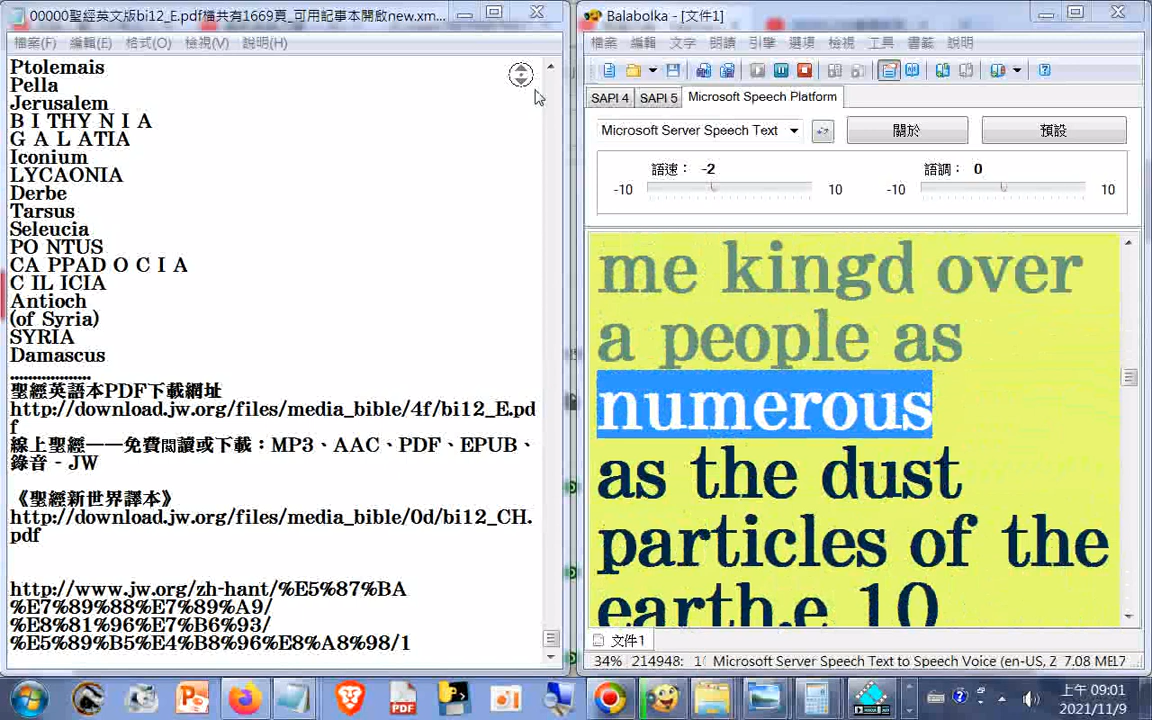 00000聖經英文版bi12_E.pdf檔共有1669頁_可用記事本開啟new.xm...
檔案(F) 編輯(E) 格式(O) 檢視(V) 說明(H)
Ptolemais
Pella
Jerusalem
B I THY N I A
G A L ATIA
Iconium
LYCAONIA
Derbe
Tarsus
Seleucia
PO NTUS
CA PPAD O C I A
C IL ICIA
Antioch
(of Syria)
SYRIA
Damascus
..................
聖經英語本PDF下載網址
http://download.jw.org/files/media_bible/4f/bi12_E.pd
f
線上聖經——免費閱讀或下載：MP3、AAC、PDF、EPUB、
錄音 - JW
《聖經新世界譯本》
http://download.jw.org/files/media_bible/0d/bi12_CH.
pdf
http://www.jw.org/zh-hant/%E5%87%BA
%E7%89%88%E7%89%A9/
%E8%81%96%E7%B6%93/
%E5%89%B5%E4%B8%96%E8%A8%98/1
Balabolka - [文件1]
檔案 編輯 文字 朗讀 引擎 選項 檢視 工具 書籤 說明
SAPI 4 SAPI 5 Microsoft Speech Platform
Microsoft Server Speech Text 關於 預設
語速： -2 語調： 0
-10 10 -10 10
me kingd over
a people as
numerous
as the dust
particles of the
earth.e 10
文件1
34% 214948: Microsoft Server Speech Text to Speech Voice (en-US, Z 7.08 ME
PDF
上午 09:01
2021/11/9